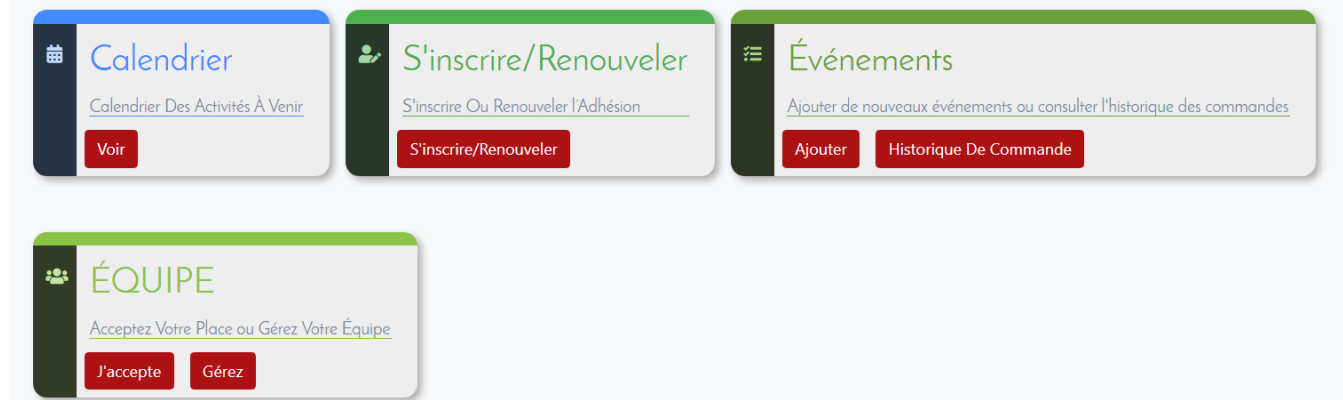 Calendrier
Calendrier Des Activités À Venir
Voir
S'inscrire/Renouveler
S'inscrire Ou Renouveler l'Adhésion
S'inscrire/Renouveler
Événements
Ajouter de nouveaux événements ou consulter l'historique des commandes
Ajouter
Historique De Commande
ÉQUIPE
Acceptez Votre Place ou Gérez Votre Équipe
J'accepte
Gérez